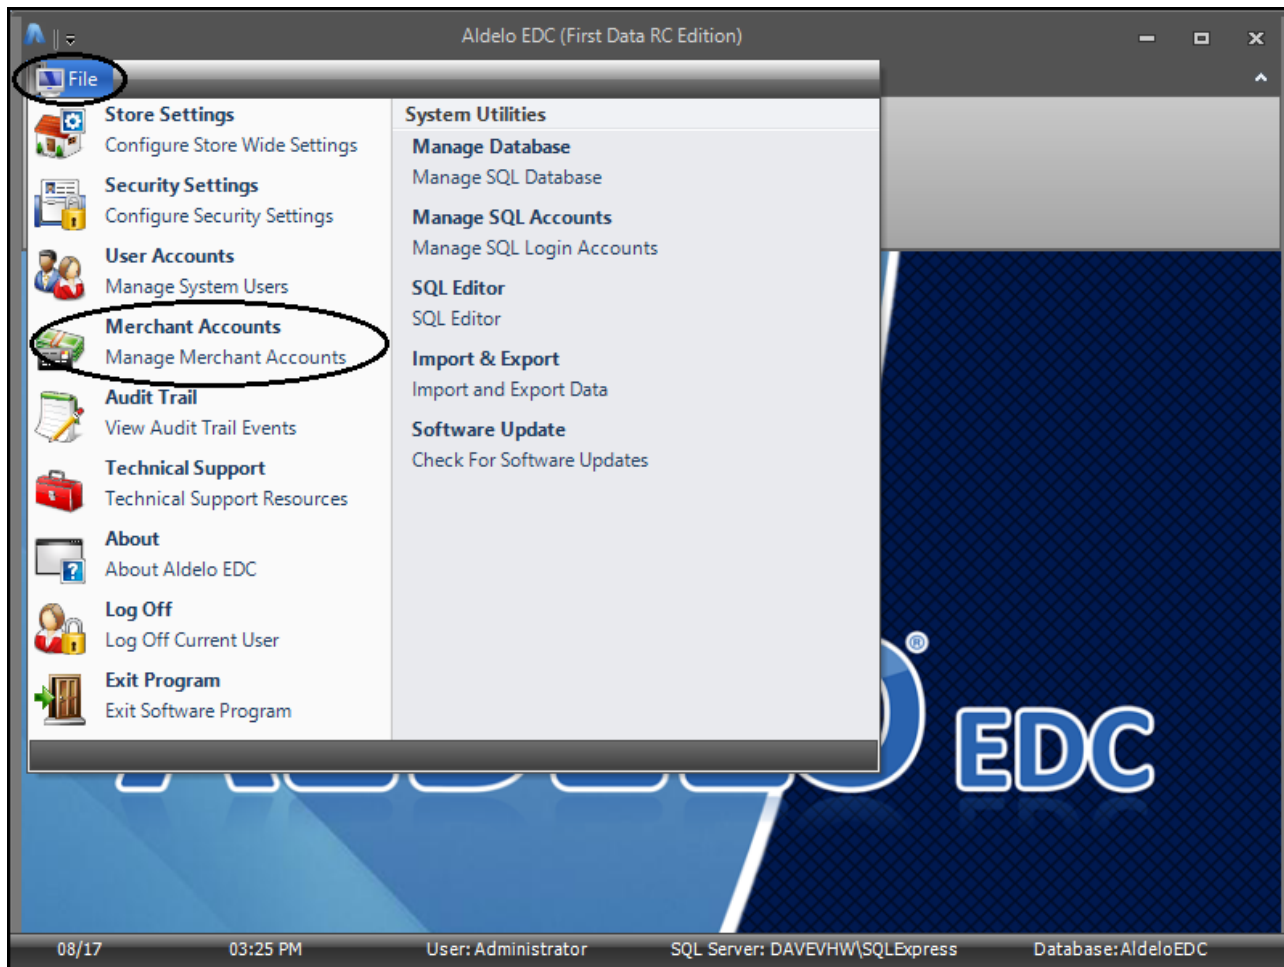 Aldelo EDC (First Data RC Edition)
File
Store Settings
Configure Store Wide Settings
Security Settings
Configure Security Settings
User Accounts
Manage System Users
Merchant Accounts
Manage Merchant Accounts
Audit Trail
View Audit Trail Events
Technical Support
Technical Support Resources
About
About Aldelo EDC
Log Off
Log Off Current User
Exit Program
Exit Software Program
System Utilities
Manage Database
Manage SQL Database
Manage SQL Accounts
Manage SQL Login Accounts
SQL Editor
SQL Editor
Import & Export
Import and Export Data
Software Update
Check For Software Updates
® EDC
08/17 03:25 PM User: Administrator SQL Server: DAVEVHW\SQLExpress Database: AldeloEDC